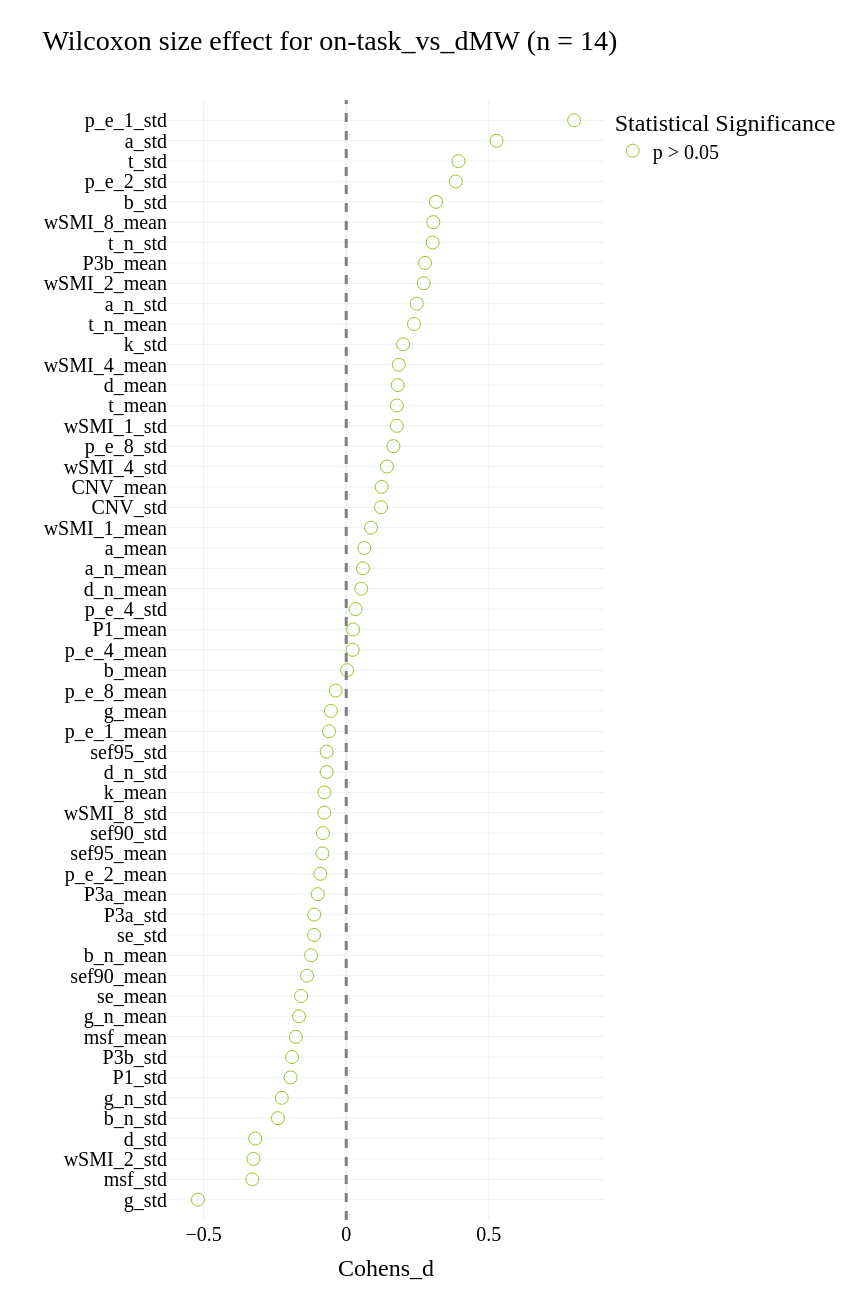 Wilcoxon size effect for on-task_vs_dMW (n = 14)
p_e_1_std
a_std
t_std
p_e_2_std
b_std
wSMI_8_mean
t_n_std
P3b_mean
wSMI_2_mean
a_n_std
t_n_mean
k_std
wSMI_4_mean
d_mean
t_mean
wSMI_1_std
p_e_8_std
wSMI_4_std
CNV_mean
CNV_std
wSMI_1_mean
a_mean
a_n_mean
d_n_mean
p_e_4_std
P1_mean
p_e_4_mean
b_mean
p_e_8_mean
g_mean
p_e_1_mean
sef95_std
d_n_std
k_mean
wSMI_8_std
sef90_std
sef95_mean
p_e_2_mean
P3a_mean
P3a_std
se_std
b_n_mean
sef90_mean
se_mean
g_n_mean
msf_mean
P3b_std
P1_std
g_n_std
b_n_std
d_std
wSMI_2_std
msf_std
g_std
−0.5 0 0.5
Cohens_d
Statistical Significance
p > 0.05